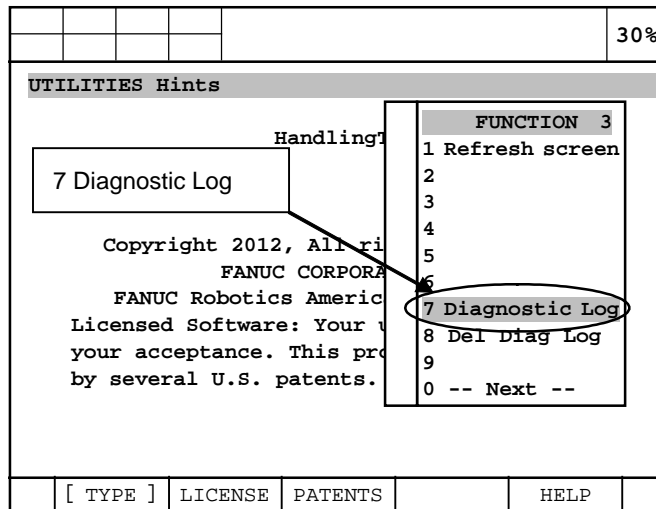 30%
UTILITIES Hints
HandlingT
7 Diagnostic Log
Copyright 2012, All ri
FANUC CORPORA
FANUC Robotics Americ
Licensed Software: Your u
your acceptance. This pro
by several U.S. patents.
FUNCTION 3
1 Refresh screen
2
3
4
5
6
7 Diagnostic Log
8 Del Diag Log
9
0 -- Next --
[ TYPE ] LICENSE PATENTS HELP